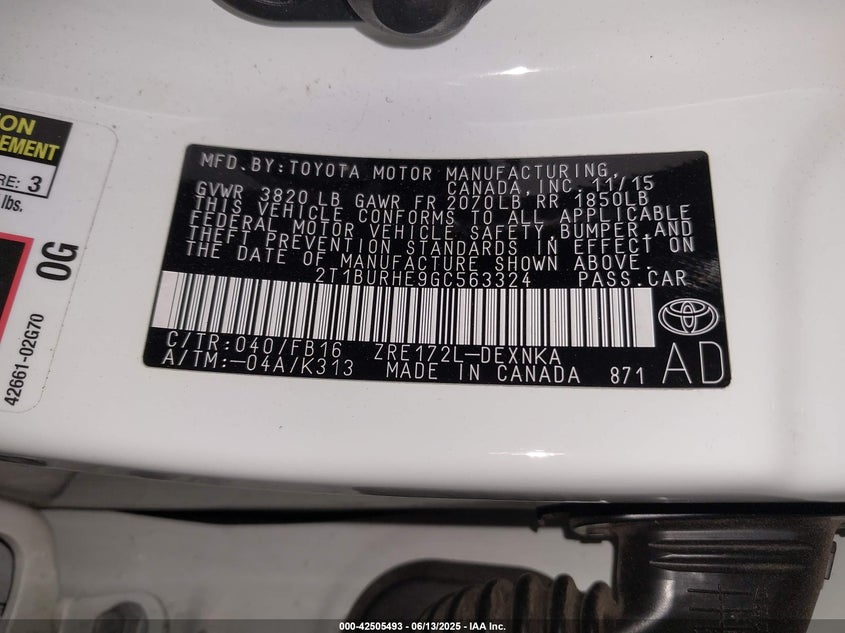 ION
LEMENT
RE: 3
lbs.
0G
42661-02G70
MFD. BY: TOYOTA MOTOR MANUFACTURING,
CANADA, INC. 11/15
GVWR 3820 LB GAWR FR 2070LB RR 1850LB
THIS VEHICLE CONFORMS TO ALL APPLICABLE
FEDERAL MOTOR VEHICLE SAFETY, BUMPER, AND
THEFT PREVENTION STANDARDS IN EFFECT ON
THE DATE OF MANUFACTURE SHOWN ABOVE.
2T1BURHE9GC563324 PASS. CAR
C/TR: 040/FB16 ZRE172L-DEXNKA
A/TM:-04A/K313 MADE IN CANADA 871
AD
000-42505493 - 06/13/2025 - IAA Inc.